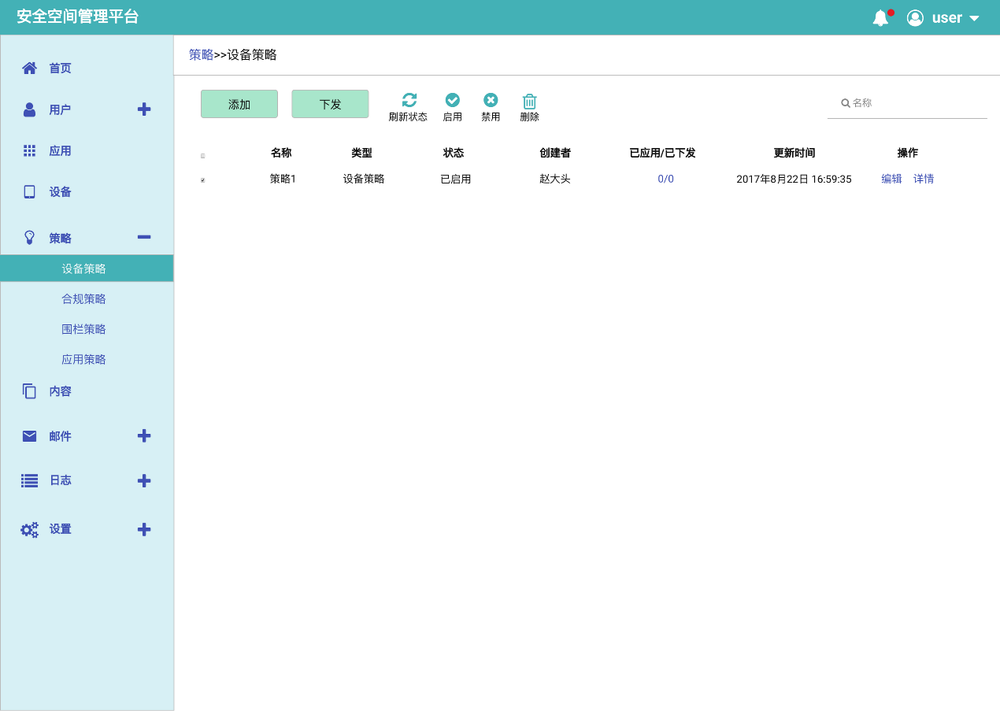 安全空间管理平台
user
首页
用户
应用
设备
策略
设备策略
合规策略
围栏策略
应用策略
内容
邮件
日志
设置
策略>>设备策略
添加 下发 刷新状态 启用 禁用 删除 名称
名称 类型 状态 创建者 已应用/已下发 更新时间 操作
策略1 设备策略 已启用 赵大头 0/0 2017年8月22日 16:59:35 编辑 详情